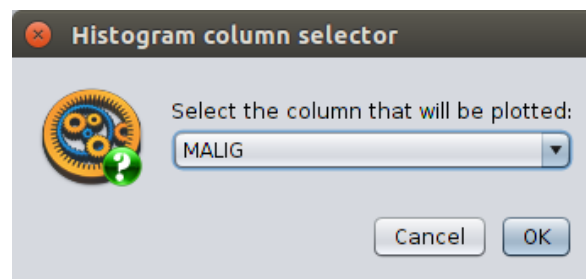 Histogram column selector
Select the column that will be plotted:
MALIG
Cancel OK